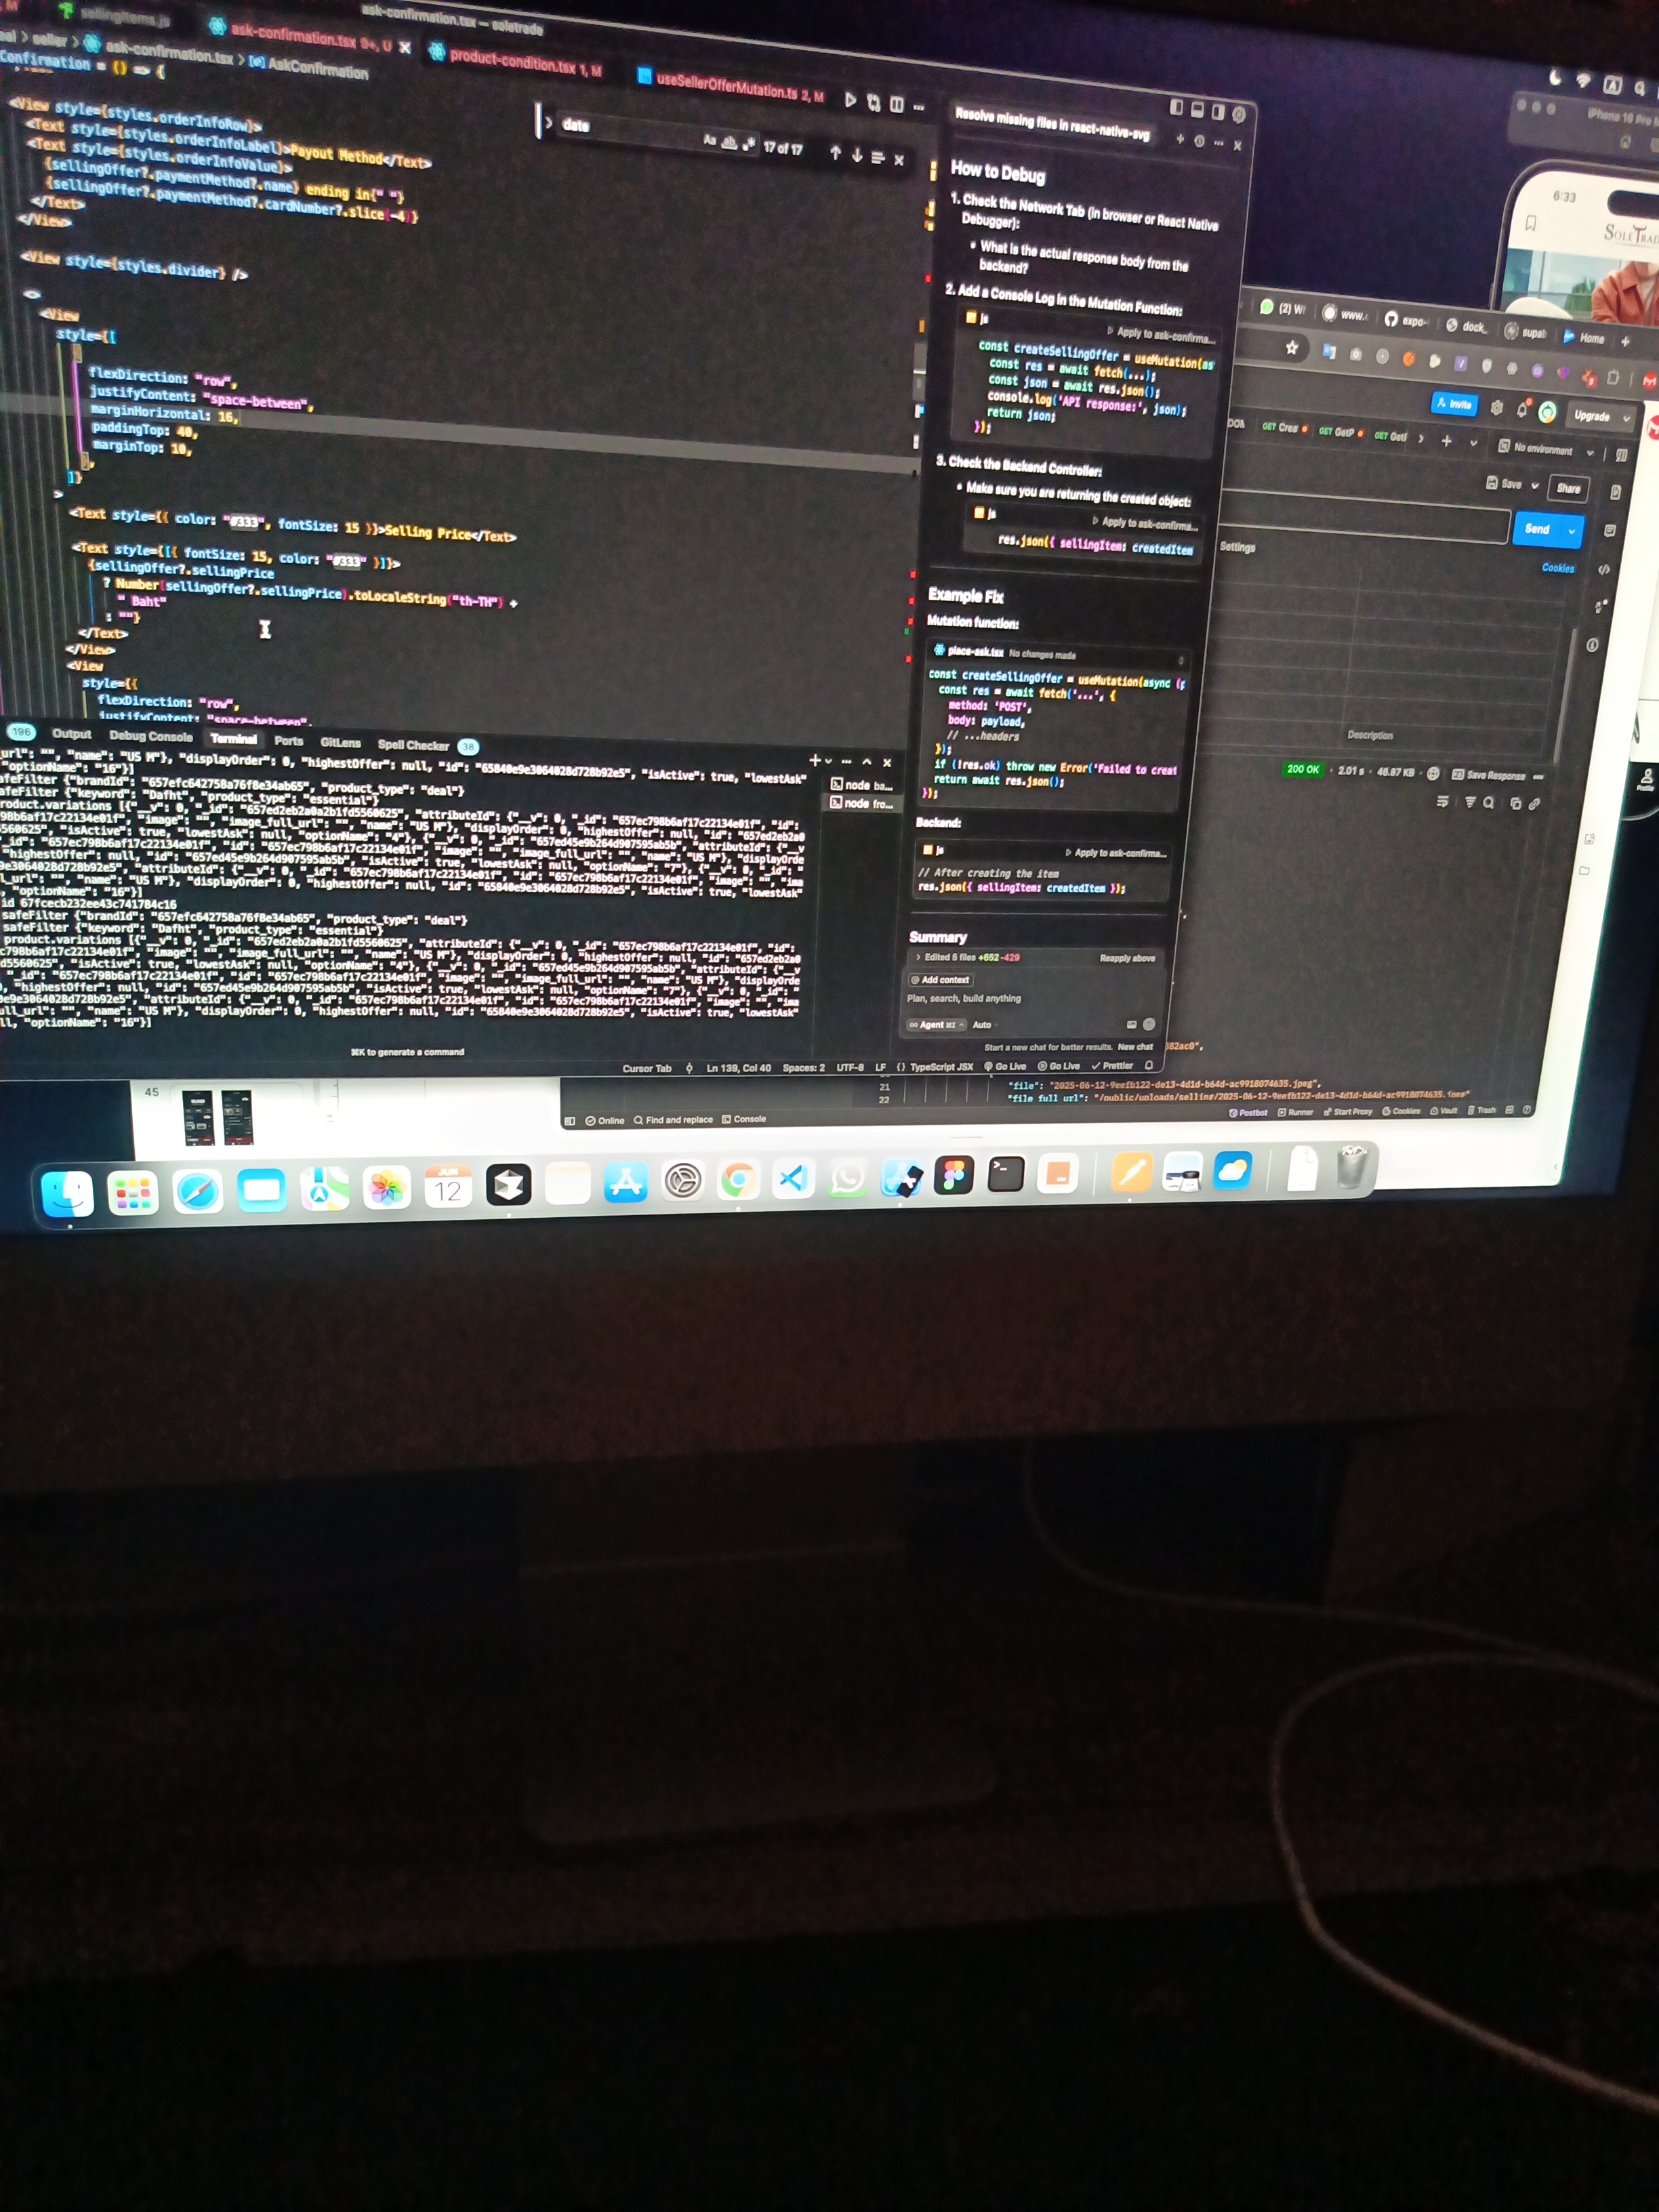 ask-confirmation.tsx — soletrade
sellingItems.js
ask-confirmation.tsx 9+, U
product-condition.tsx 1, M
useSellerOfferMutation.ts 2, M
> seller > ask-confirmation.tsx > AskConfirmation
Confirmation = () => {
date
17 of 17
<View style={styles.orderInfoRow}>
<Text style={styles.orderInfoLabel}>Payout Method</Text>
<Text style={styles.orderInfoValue}>
{sellingOffer?.paymentMethod?.name} ending in{" "}
{sellingOffer?.paymentMethod?.cardNumber?.slice(-4)}
</Text>
</View>
<View style={styles.divider} />
<>
<View
style={[
{
flexDirection: "row",
justifyContent: "space-between",
marginHorizontal: 16,
paddingTop: 40,
marginTop: 10,
},
]}
>
<Text style={{ color: "#333", fontSize: 15 }}>Selling Price</Text>
<Text style={[{ fontSize: 15, color: "#333" }]}>
{sellingOffer?.sellingPrice
? Number(sellingOffer?.sellingPrice).toLocaleString("th-TH") +
" Baht"
: ""}
</Text>
</View>
<View
style={{
flexDirection: "row",
justifyContent: "space-between",
196 Output Debug Console Terminal Ports GitLens Spell Checker 38
url": "", "name": "US M"}, "displayOrder": 0, "highestOffer": null, "id": "65840e9e3064028d728b92e5", "isActive": true, "lowestAsk"
"optionName": "16"}]
afeFilter {"brandId": "657efc642758a76f8e34ab65", "product_type": "deal"}
afeFilter {"keyword": "Dafht", "product_type": "essential"}
roduct.variations [{"__v": 0, "_id": "657ed2eb2a0a2b1fd5560625", "attributeId": {"__v": 0, "_id": "657ec798b6af17c22134e01f", "id":
c798b6af17c22134e01f", "image": "", "image_full_url": "", "name": "US M"}, "displayOrder": 0, "highestOffer": null, "id": "657ed2eb2a0
560625", "isActive": true, "lowestAsk": null, "optionName": "4"}, {"__v": 0, "_id": "657ed45e9b264d907595ab5b", "attributeId": {"__v
_id": "657ec798b6af17c22134e01f", "id": "657ec798b6af17c22134e01f", "image": "", "image_full_url": "", "name": "US M"}, "displayOrde
"highestOffer": null, "id": "657ed45e9b264d907595ab5b", "isActive": true, "lowestAsk": null, "optionName": "7"}, {"__v": 0, "
e3064028d728b92e5", "attributeId": {"__v": 0, "_id": "657ec798b6af17c22134e01f", "id": "657ec798b6af17c22134e01f", "image": "", "ima
l_url": "", "name": "US M"}, "displayOrder": 0, "highestOffer": null, "id": "65840e9e3064028d728b92e5", "isActive": true, "lowestAsk"
, "optionName": "16"}]
id 67fcecb232ee43c741784c16
safeFilter {"brandId": "657efc642758a76f8e34ab65", "product_type": "deal"}
safeFilter {"keyword": "Dafht", "product_type": "essential"}
product.variations [{"__v": 0, "_id": "657ed2eb2a0a2b1fd5560625", "attributeId": {"__v": 0, "_id": "657ec798b6af17c22134e01f", "id":
c798b6af17c22134e01f", "image": "", "image_full_url": "", "name": "US M"}, "displayOrder": 0, "highestOffer": null, "id": "657ed2eb2a0
d5560625", "isActive": true, "lowestAsk": null, "optionName": "4"}, {"__v": 0, "_id": "657ed45e9b264d907595ab5b", "attributeId": {"__v
"_id": "657ec798b6af17c22134e01f", "id": "657ec798b6af17c22134e01f", "image": "", "image_full_url": "", "name": "US M"}, "displayOrde
, "highestOffer": null, "id": "657ed45e9b264d907595ab5b", "isActive": true, "lowestAsk": null, "optionName": "7"}, {"__v": 0, "
0e9e3064028d728b92e5", "attributeId": {"__v": 0, "_id": "657ec798b6af17c22134e01f", "id": "657ec798b6af17c22134e01f", "image": "", "ima
ull_url": "", "name": "US M"}, "displayOrder": 0, "highestOffer": null, "id": "65840e9e3064028d728b92e5", "isActive": true, "lowestAsk"
ll, "optionName": "16"}]
node ba...
node fro...
⌘K to generate a command
Cursor Tab Ln 139, Col 40 Spaces: 2 UTF-8 LF {} TypeScript JSX Go Live Go Live Prettier
Resolve missing files in react-native-svg
How to Debug
1. Check the Network Tab (in browser or React Native
Debugger):
• What is the actual response body from the
backend?
2. Add a Console Log in the Mutation Function:
js
Apply to ask-confirma...
const createSellingOffer = useMutation(as
const res = await fetch(...);
const json = await res.json();
console.log('API response:', json);
return json;
});
3. Check the Backend Controller:
• Make sure you are returning the created object:
js
Apply to ask-confirma...
res.json({ sellingItem: createdItem
Example Fix
Mutation function:
place-ask.tsx No changes made
const createSellingOffer = useMutation(async (p
const res = await fetch('...', {
method: 'POST',
body: payload,
// ...headers
});
if (!res.ok) throw new Error('Failed to creat
return await res.json();
});
Backend:
js
Apply to ask-confirma...
// After creating the item
res.json({ sellingItem: createdItem });
Summary
> Edited 5 files +652 -429 Reapply above
@ Add context
Plan, search, build anything
Agent ⌘I Auto
Start a new chat for better results. New chat
iPhone 16 Pro
6:33
SOLETRA
(2) W
www.
expo-
dock_
supa
Home
Invite
Upgrade
GET Crea
GET GetP
GET Get
No environment
Save
Share
Send
Settings
Cookies
Description
200 OK 2.01 s 46.87 KB Save Response
Profile
82ac0",
21 "file": "2025-06-12-9eefb122-de13-4d1d-b64d-ac9918074635.jpeg",
22 "file_full_url": "/public/uploads/selling/2025-06-12-9eefb122-de13-4d1d-b64d-ac9918074635.jpeg"
45
Online Find and replace Console
Postbot Runner Start Proxy Cookies Vault Trash
JUN
12